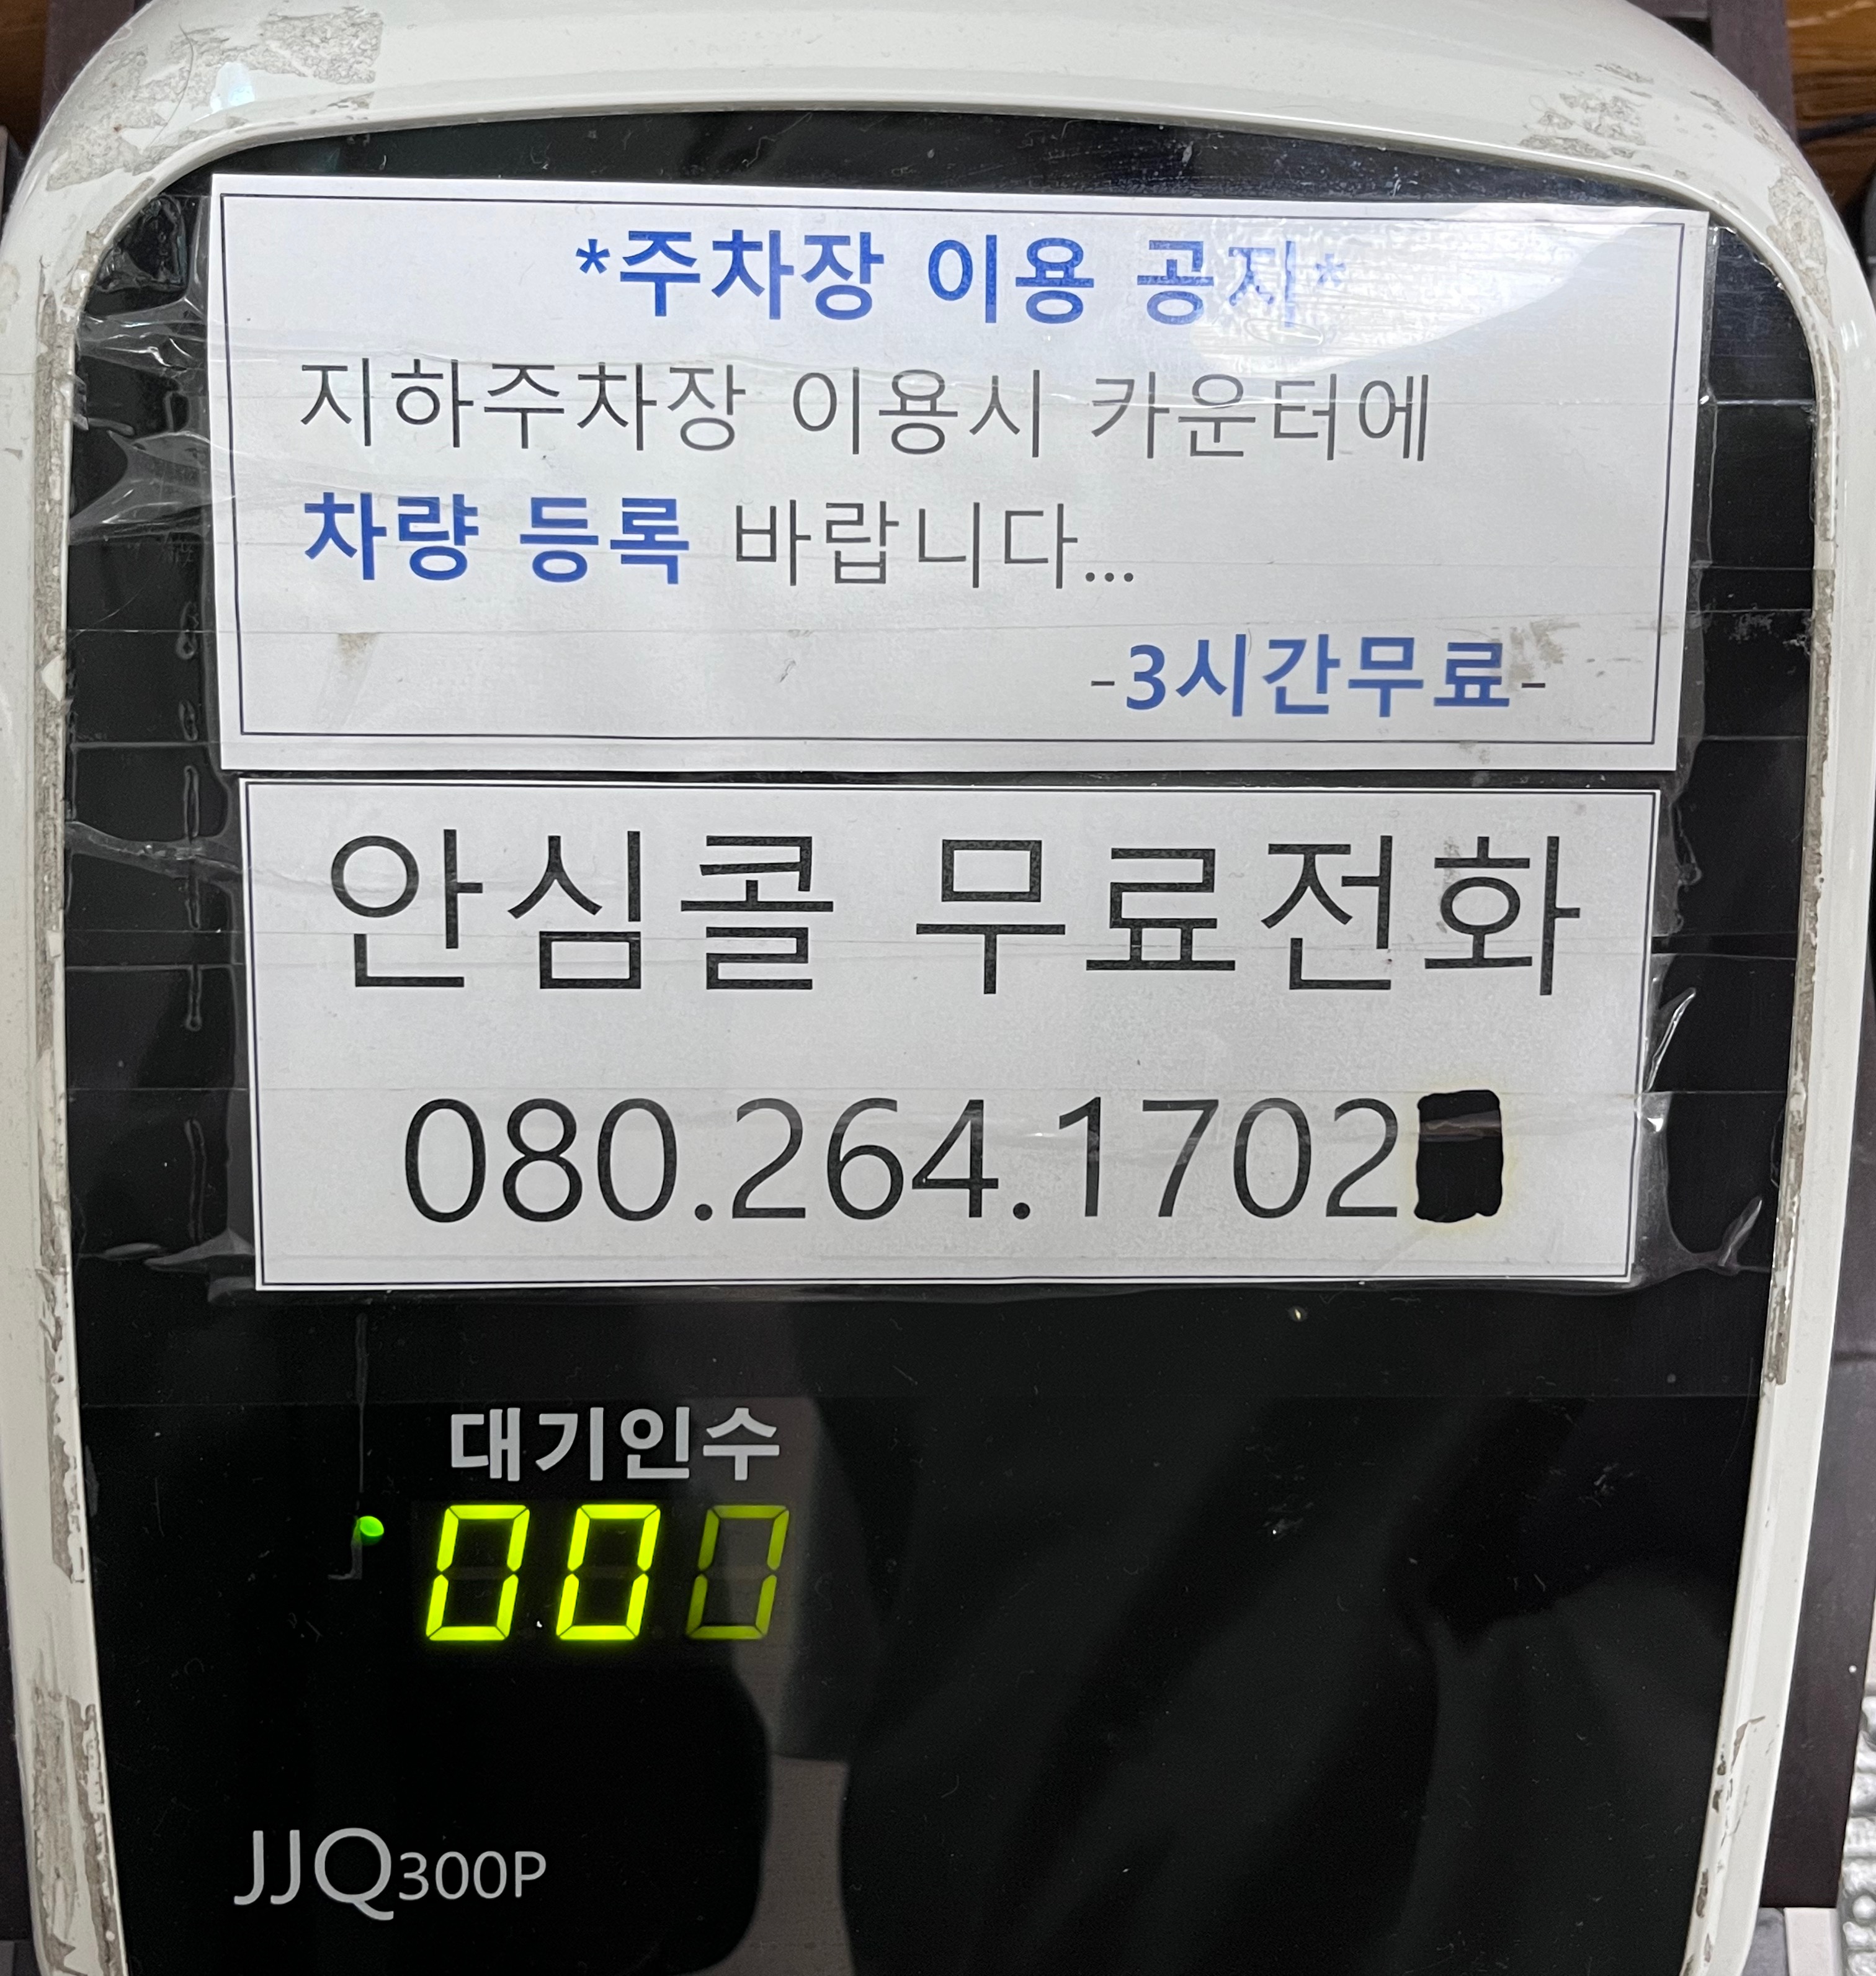 *주차장 이용 공지*
지하주차장 이용시 카운터에
차량 등록 바랍니다...
-3시간무료-
안심콜 무료전화
080.264.1702
대기인수
000
JJQ300P